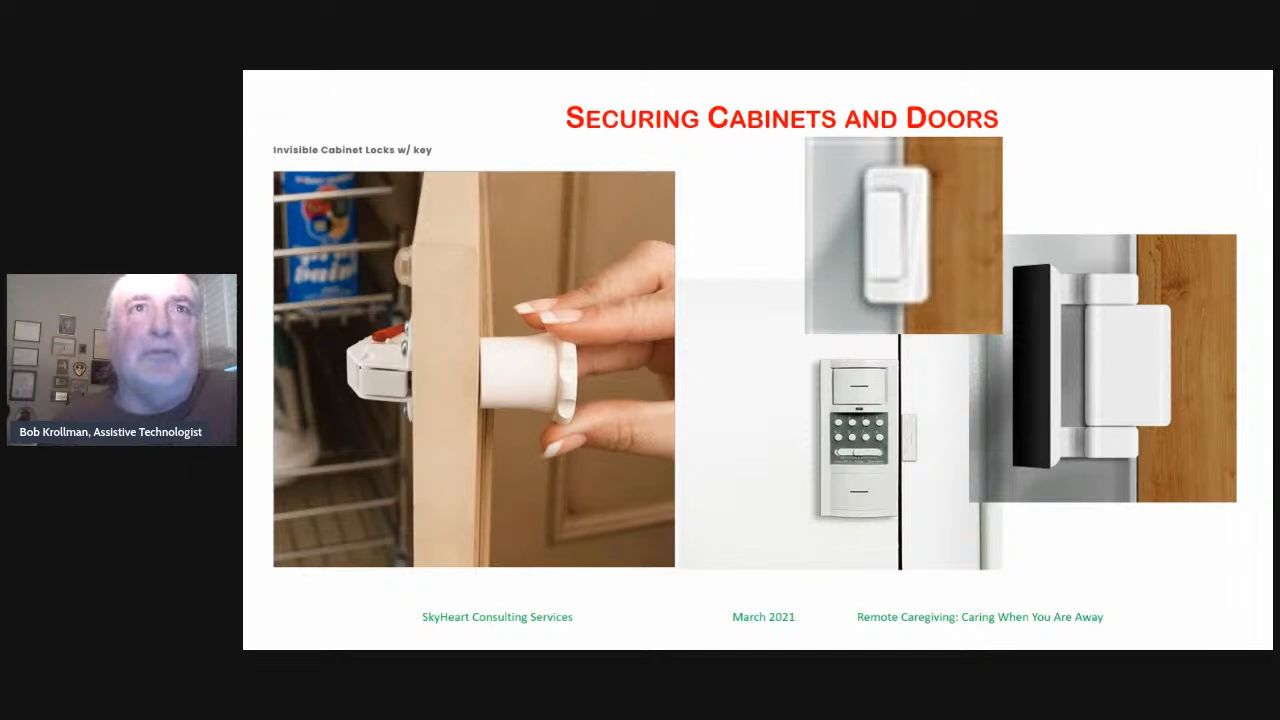 SECURING CABINETS AND DOORS
Invisible Cabinet Locks w/ key
Bob Krollman, Assistive Technologist
SkyHeart Consulting Services
March 2021
Remote Caregiving: Caring When You Are Away